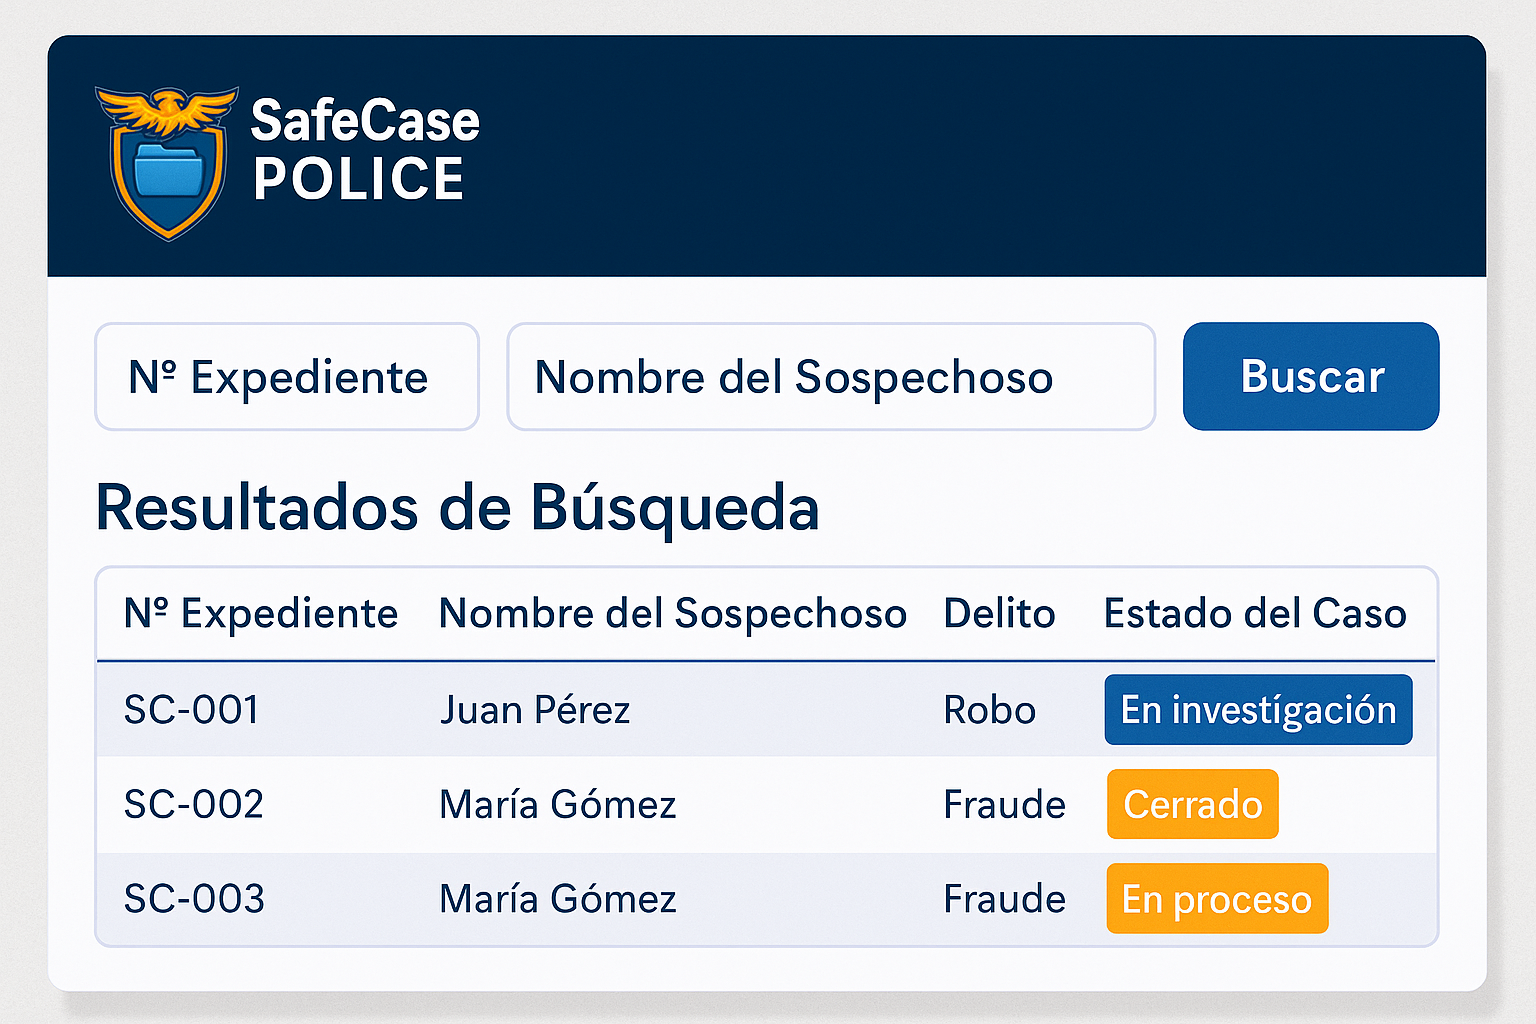 SafeCase
POLICE
Nº Expediente
Nombre del Sospechoso
Buscar
Resultados de Búsqueda
Nº Expediente Nombre del Sospechoso Delito Estado del Caso
SC-001 Juan Pérez Robo En investígación
SC-002 María Gómez Fraude Cerrado
SC-003 María Gómez Fraude En proceso